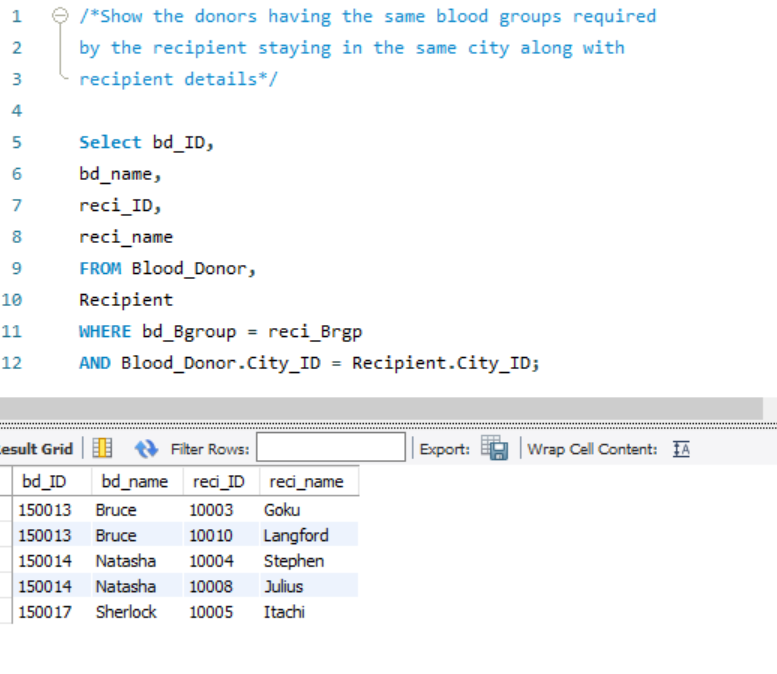 1 /*Show the donors having the same blood groups required
2 by the recipient staying in the same city along with
3 recipient details*/
4
5 Select bd_ID,
6 bd_name,
7 reci_ID,
8 reci_name
9 FROM Blood_Donor,
10 Recipient
11 WHERE bd_Bgroup = reci_Brgp
12 AND Blood_Donor.City_ID = Recipient.City_ID;
esult Grid Filter Rows: Export: Wrap Cell Content: IA
bd_ID bd_name reci_ID reci_name
150013 Bruce 10003 Goku
150013 Bruce 10010 Langford
150014 Natasha 10004 Stephen
150014 Natasha 10008 Julius
150017 Sherlock 10005 Itachi